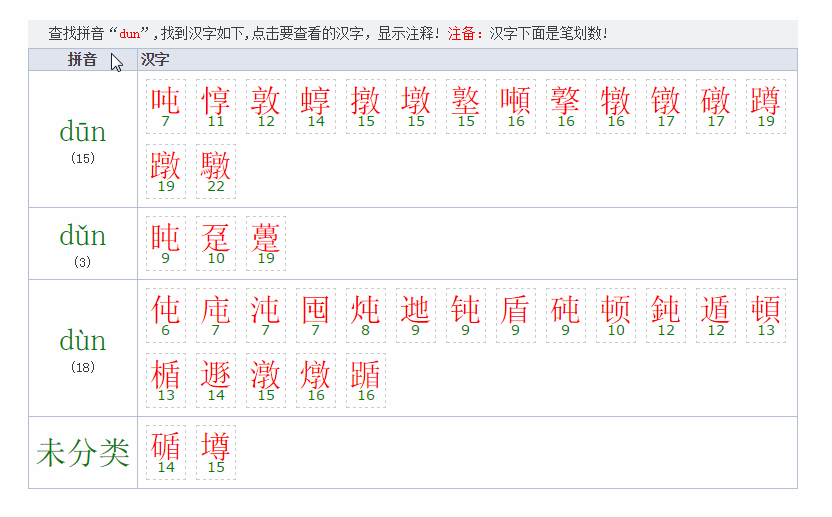 查找拼音“dun”,找到汉字如下,点击要查看的汉字，显示注释! 注备：汉字下面是笔划数!
拼音 汉字
dūn
(15)
吨 惇 敦 蜳 撴 墩 墪 噸 撉 犜 镦 礅 蹲
7 11 12 14 15 15 15 16 16 16 17 17 19
蹾 驐
19 22
dǔn
(3)
盹 趸 躉
9 10 19
dùn
(18)
伅 庉 沌 囤 炖 逇 钝 盾 砘 顿 鈍 遁 頓
6 7 7 7 8 9 9 9 9 10 12 12 13
楯 遯 潡 燉 踲
13 14 15 16 16
未分类
碷 墫
14 15